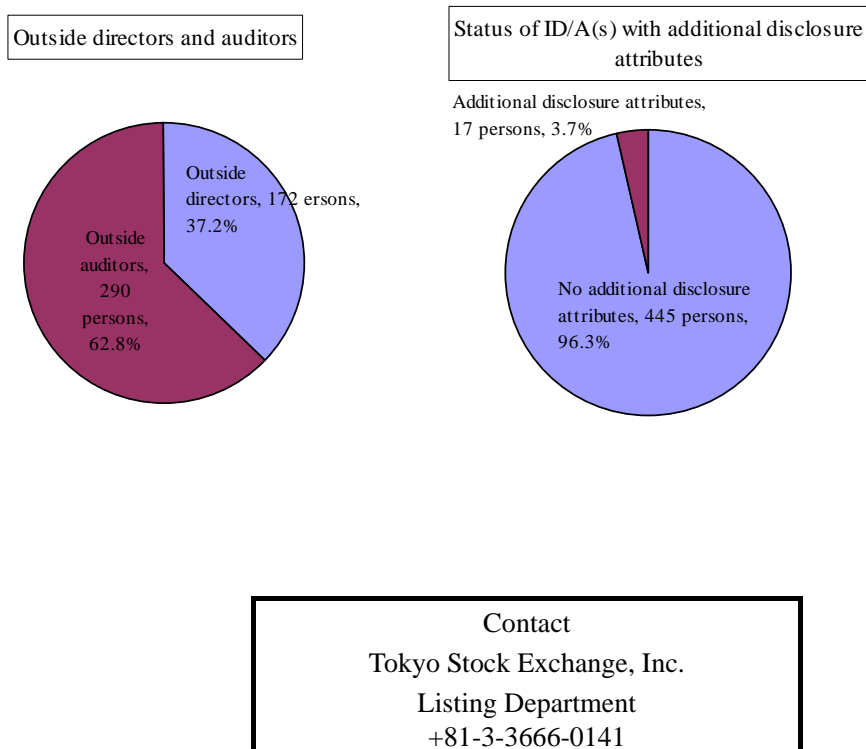 Outside directors and auditors
Outside
directors, 172 ersons,
37.2%
Outside
auditors,
290
persons,
62.8%
Status of ID/A(s) with additional disclosure
attributes
Additional disclosure attributes,
17 persons, 3.7%
No additional disclosure
attributes, 445 persons,
96.3%
Contact
Tokyo Stock Exchange, Inc.
Listing Department
+81-3-3666-0141